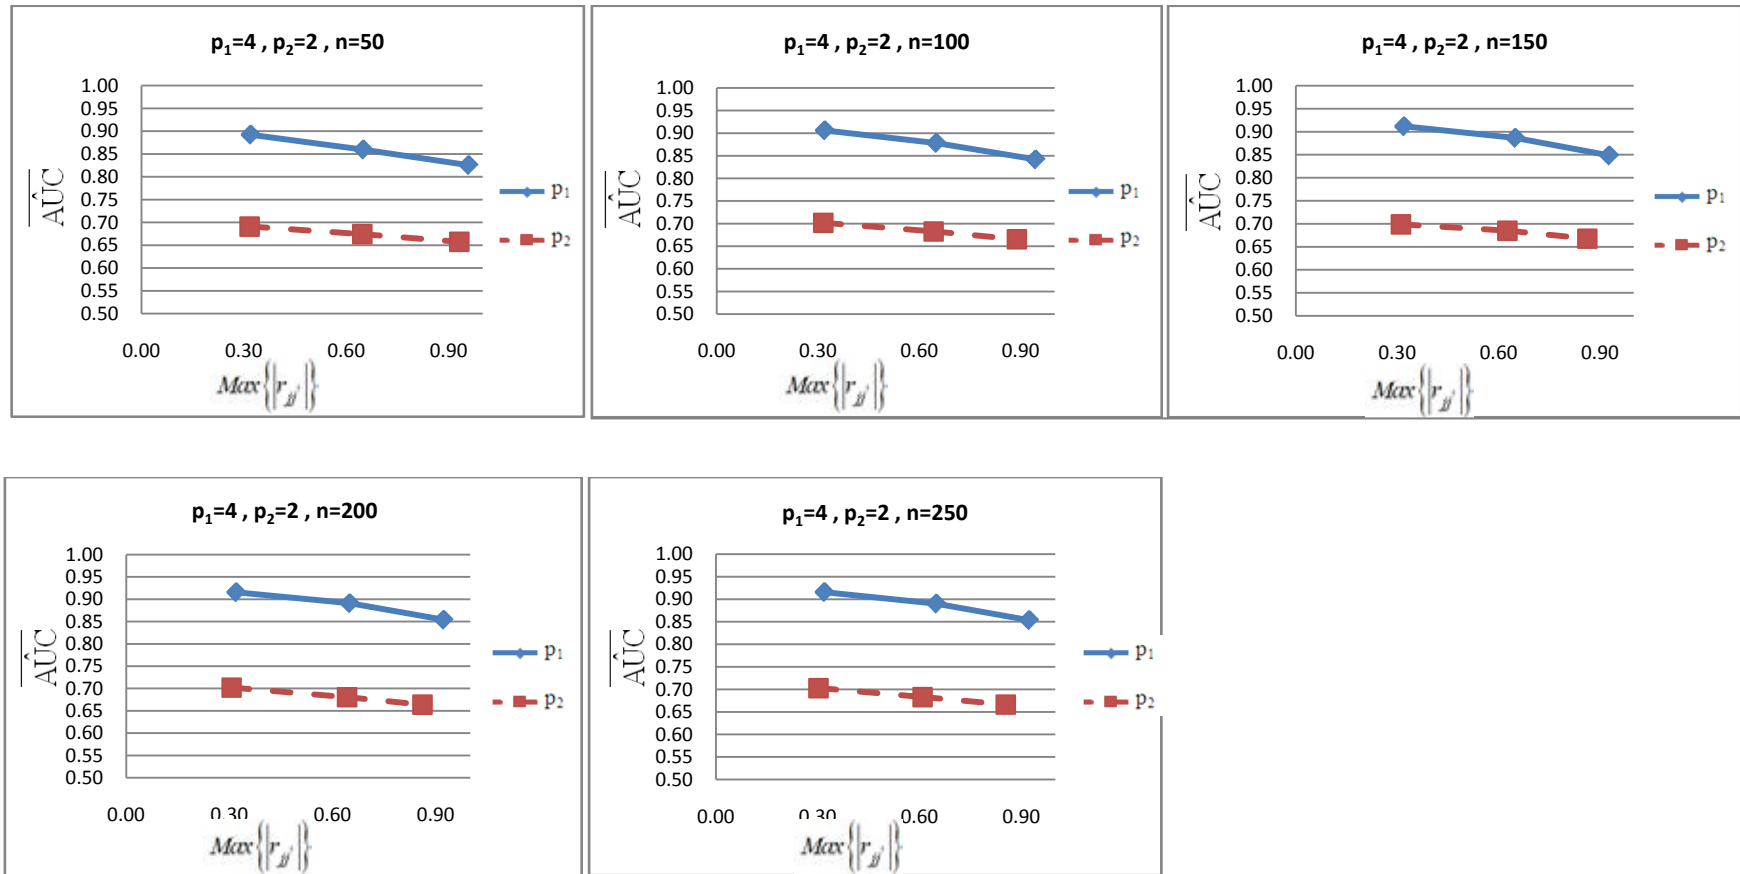 p₁=4 , p₂=2 , n=50
1.00
0.95
0.90
0.85
0.80
0.75
0.70
0.65
0.60
0.55
0.50
0.00 0.30 0.60 0.90
AÛC
Max{|r_jj'|}
p₁
p₂
p₁=4 , p₂=2 , n=100
1.00
0.95
0.90
0.85
0.80
0.75
0.70
0.65
0.60
0.55
0.50
0.00 0.30 0.60 0.90
AÛC
Max{|r_jj'|}
p₁
p₂
p₁=4 , p₂=2 , n=150
1.00
0.95
0.90
0.85
0.80
0.75
0.70
0.65
0.60
0.55
0.50
0.00 0.30 0.60 0.90
AÛC
Max{|r_jj'|}
p₁
p₂
p₁=4 , p₂=2 , n=200
1.00
0.95
0.90
0.85
0.80
0.75
0.70
0.65
0.60
0.55
0.50
0.00 0.30 0.60 0.90
AÛC
Max{|r_jj'|}
p₁
p₂
p₁=4 , p₂=2 , n=250
1.00
0.95
0.90
0.85
0.80
0.75
0.70
0.65
0.60
0.55
0.50
0.00 0.30 0.60 0.90
AÛC
Max{|r_jj'|}
p₁
p₂